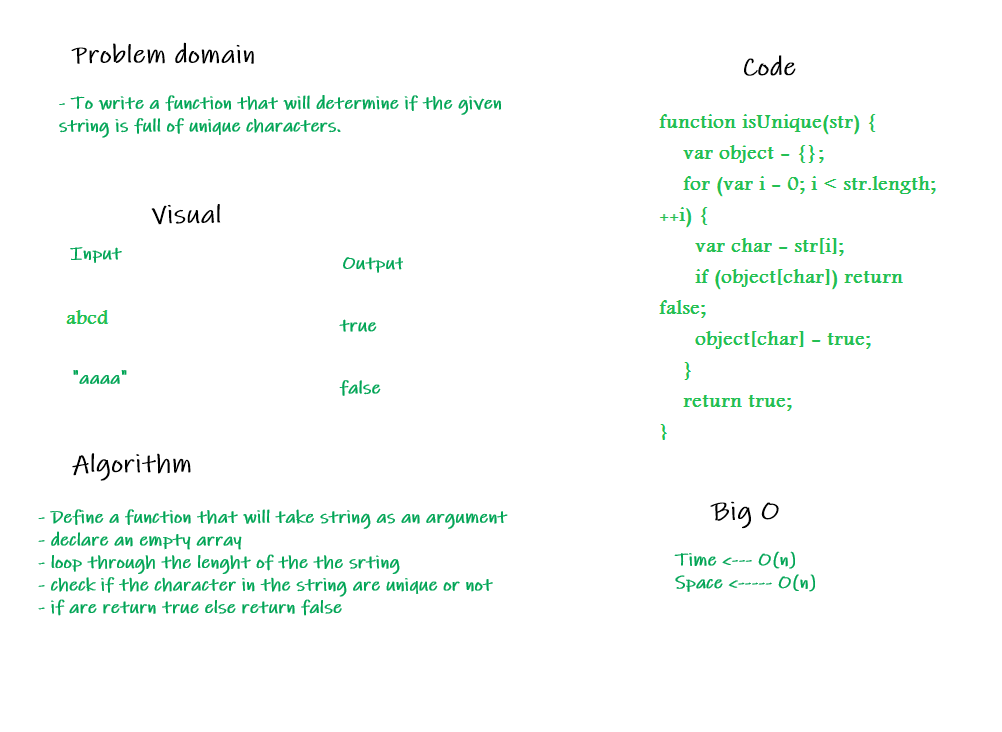 Problem domain
- To write a function that will determine if the given
string is full of unique characters.
Visual
Input
Output
abcd
true
"aaaa"
false
Algorithm
- Define a function that will take string as an argument
- declare an empty array
- loop through the lenght of the the srting
- check if the character in the string are unique or not
- if are return true else return false
Code
function isUnique(str) {
var object = {};
for (var i = 0; i < str.length;
++i) {
var char = str[i];
if (object[char]) return
false;
object[char] = true;
}
return true;
}
Big O
Time <--- O(n)
Space <----- O(n)